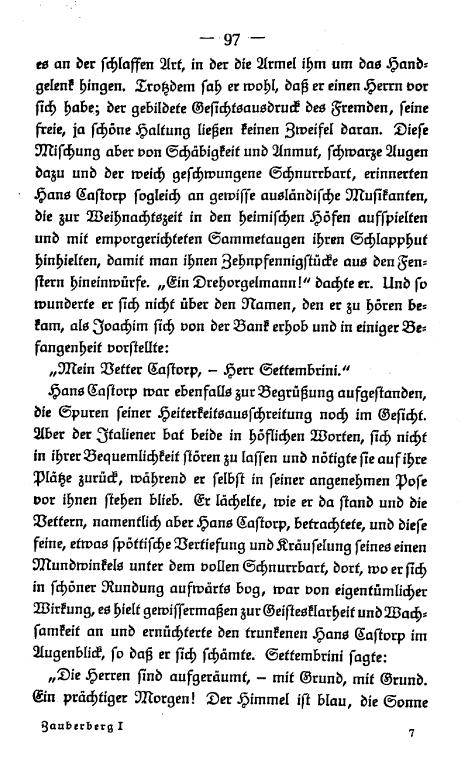 — 97 —
es an der schlaffen Art, in der die Ärmel ihm um das Hand-
gelenk hingen. Trotzdem sah er wohl, daß er einen Herrn vor
sich habe; der gebildete Gesichtsausdruck des Fremden, seine
freie, ja schöne Haltung ließen keinen Zweifel daran. Diese
Mischung aber von Schäbigkeit und Anmut, schwarze Augen
dazu und der weich geschwungene Schnurrbart, erinnerten
Hans Castorp sogleich an gewisse ausländische Musikanten,
die zur Weihnachtszeit in den heimischen Höfen aufspielten
und mit emporgerichteten Sammetaugen ihren Schlapphut
hinhielten, damit man ihnen Zehnpfennigstücke aus den Fen-
stern hineinwürfe. „Ein Drehorgelmann!“ dachte er. Und so
wunderte er sich nicht über den Namen, den er zu hören be-
kam, als Joachim sich von der Bank erhob und in einiger Be-
fangenheit vorstellte:
„Mein Vetter Castorp, – Herr Settembrini.“
Hans Castorp war ebenfalls zur Begrüßung aufgestanden,
die Spuren seiner Heiterkeitsausschreitung noch im Gesicht.
Aber der Italiener bat beide in höflichen Worten, sich nicht
in ihrer Bequemlichkeit stören zu lassen und nötigte sie auf ihre
Plätze zurück, während er selbst in seiner angenehmen Pose
vor ihnen stehen blieb. Er lächelte, wie er da stand und die
Vettern, namentlich aber Hans Castorp, betrachtete, und diese
feine, etwas spöttische Vertiefung und Kräuselung seines einen
Mundwinkels unter dem vollen Schnurrbart, dort, wo er sich
in schöner Rundung aufwärts bog, war von eigentümlicher
Wirkung, es hielt gewissermaßen zur Geistesklarheit und Wach-
samkeit an und ernüchterte den trunkenen Hans Castorp im
Augenblick, so daß er sich schämte. Settembrini sagte:
„Die Herren sind aufgeräumt, – mit Grund, mit Grund.
Ein prächtiger Morgen! Der Himmel ist blau, die Sonne
Zauberberg I 7